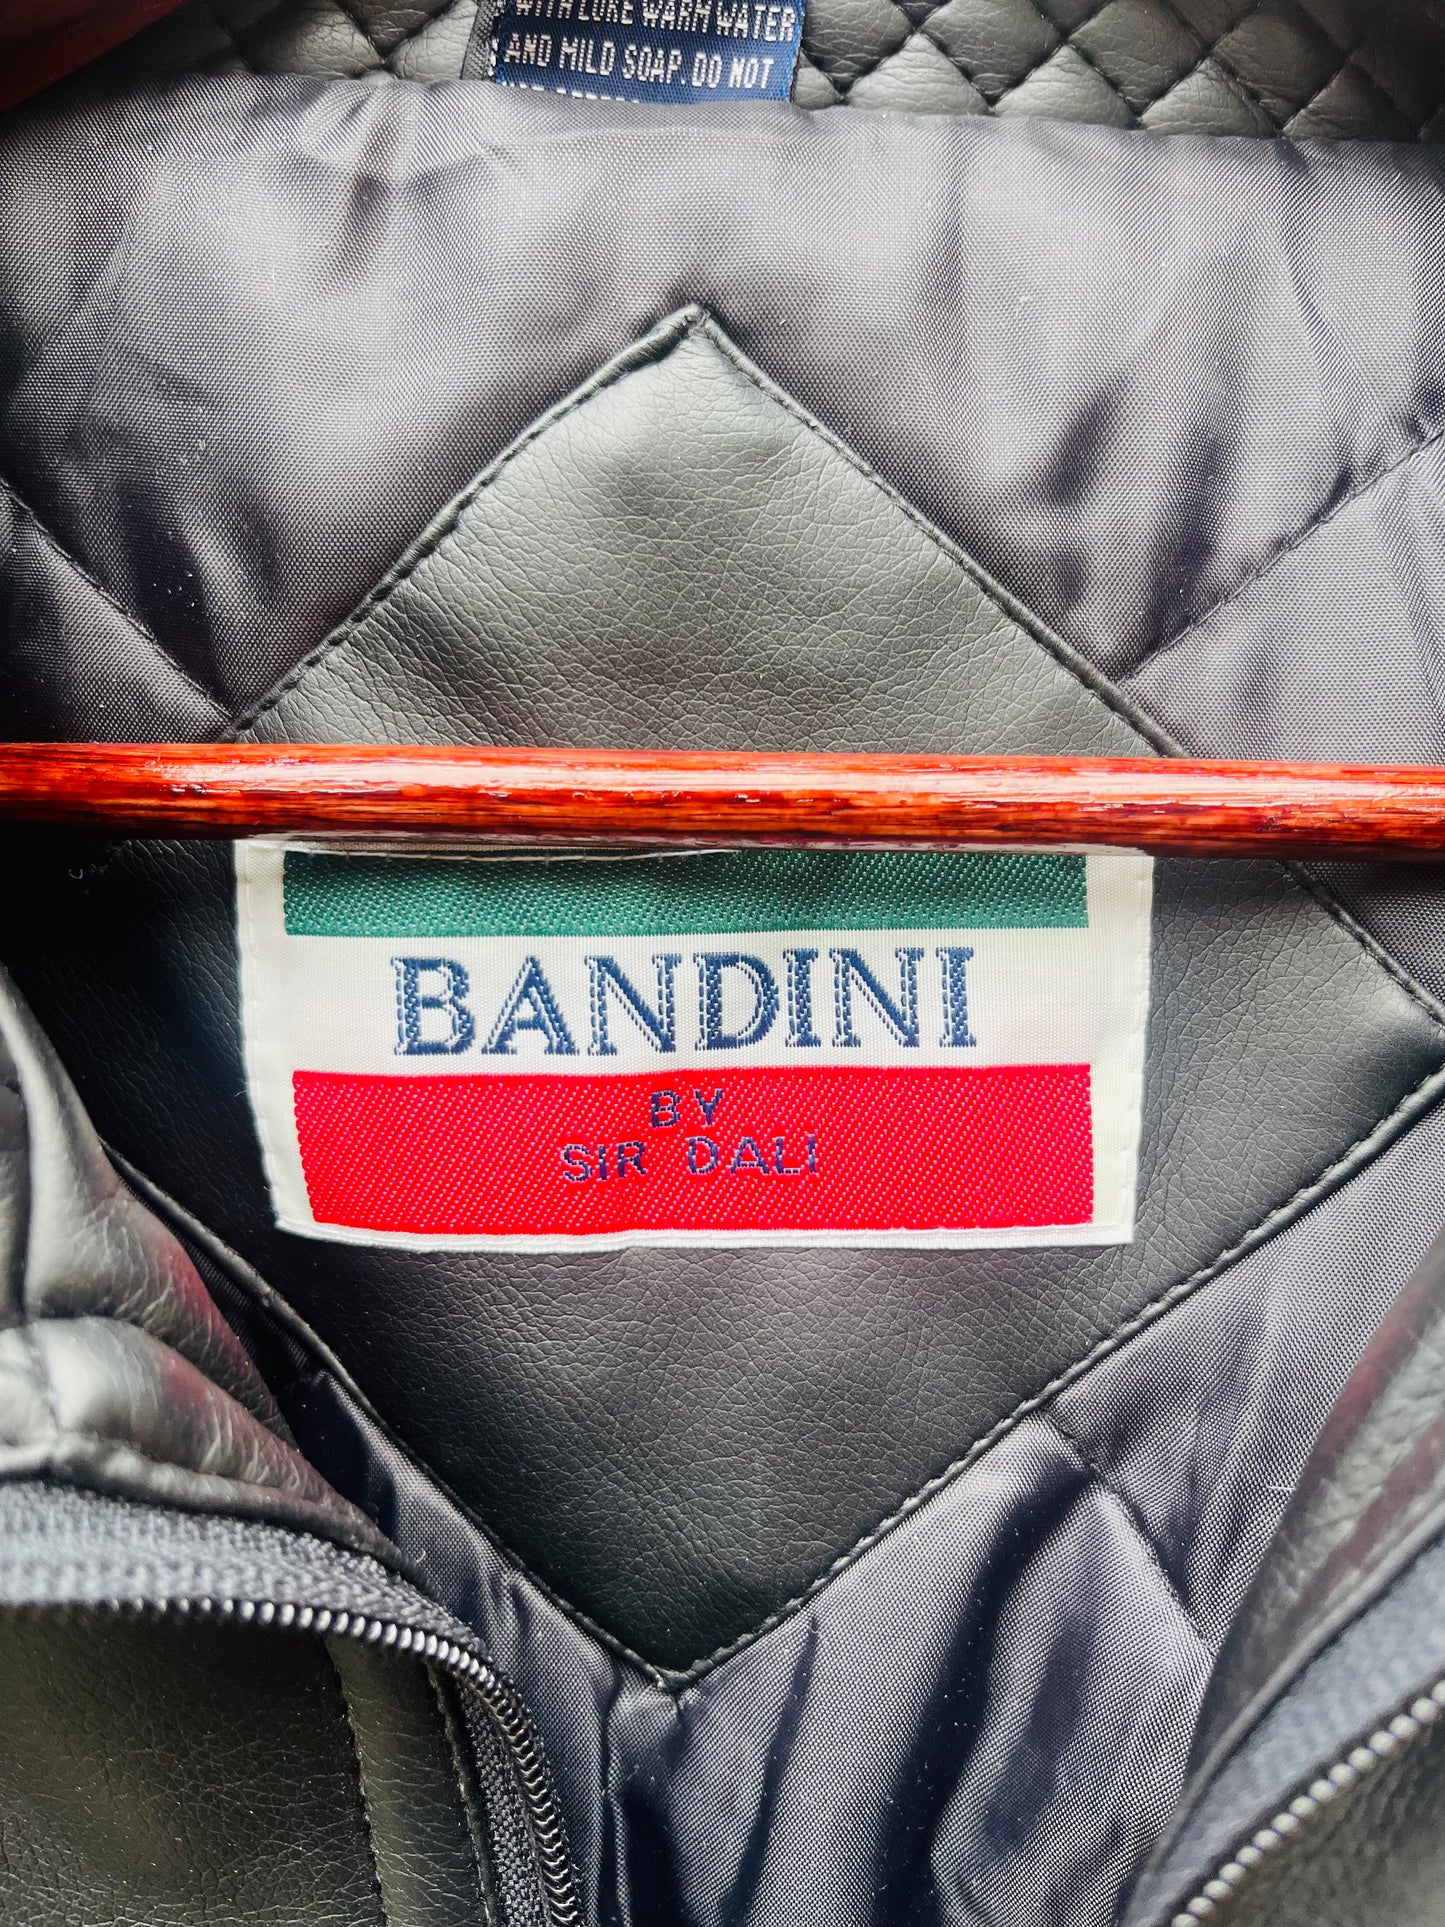 WITH LUKE WARM WATER
AND MILD SOAP. DO NOT
BANDINI
BY
SIR DALI